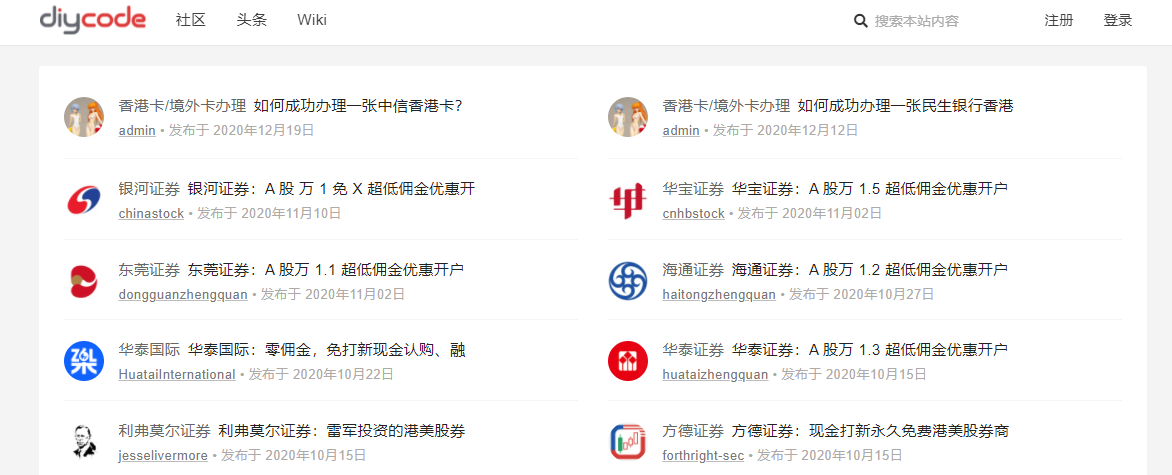 diycode 社区 头条 Wiki 搜索本站内容 注册 登录
香港卡/境外卡办理 如何成功办理一张中信香港卡?
admin • 发布于 2020年12月19日
香港卡/境外卡办理 如何成功办理一张民生银行香港
admin • 发布于 2020年12月12日
银河证券 银河证券：A 股 万 1 免 X 超低佣金优惠开
chinastock • 发布于 2020年11月10日
华宝证券 华宝证券：A 股万 1.5 超低佣金优惠开户
cnhbstock • 发布于 2020年11月02日
东莞证券 东莞证券：A 股万 1.1 超低佣金优惠开户
dongguanzhengquan • 发布于 2020年11月02日
海通证券 海通证券：A 股万 1.2 超低佣金优惠开户
haitongzhengquan • 发布于 2020年10月27日
华泰国际 华泰国际：零佣金，免打新现金认购、融
HuataiInternational • 发布于 2020年10月22日
华泰证券 华泰证券：A 股万 1.3 超低佣金优惠开户
huataizhengquan • 发布于 2020年10月15日
利弗莫尔证券 利弗莫尔证券：雷军投资的港美股券
jesselivermore • 发布于 2020年10月15日
方德证券 方德证券：现金打新永久免费港美股券商
forthright-sec • 发布于 2020年10月15日